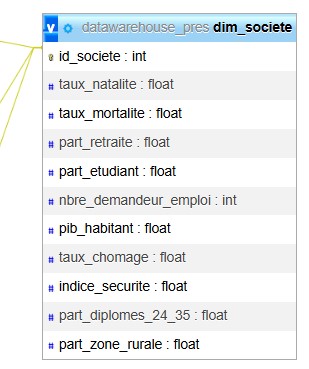 v datawarehouse_pres dim_societe
id_societe : int
# taux_natalite : float
# taux_mortalite : float
# part_retraite : float
# part_etudiant : float
# nbre_demandeur_emploi : int
# pib_habitant : float
# taux_chomage : float
# indice_securite : float
# part_diplomes_24_35 : float
# part_zone_rurale : float